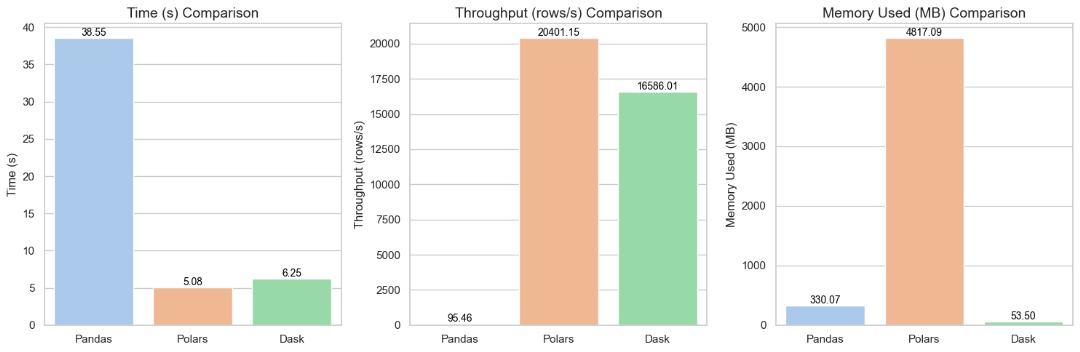 Time (s) Comparison
Time (s)
40
35
30
25
20
15
10
5
0
38.55
5.08
6.25
Pandas
Polars
Dask
Throughput (rows/s) Comparison
Throughput (rows/s)
20000
17500
15000
12500
10000
7500
5000
2500
0
95.46
20401.15
16586.01
Pandas
Polars
Dask
Memory Used (MB) Comparison
Memory Used (MB)
5000
4000
3000
2000
1000
0
330.07
4817.09
53.50
Pandas
Polars
Dask